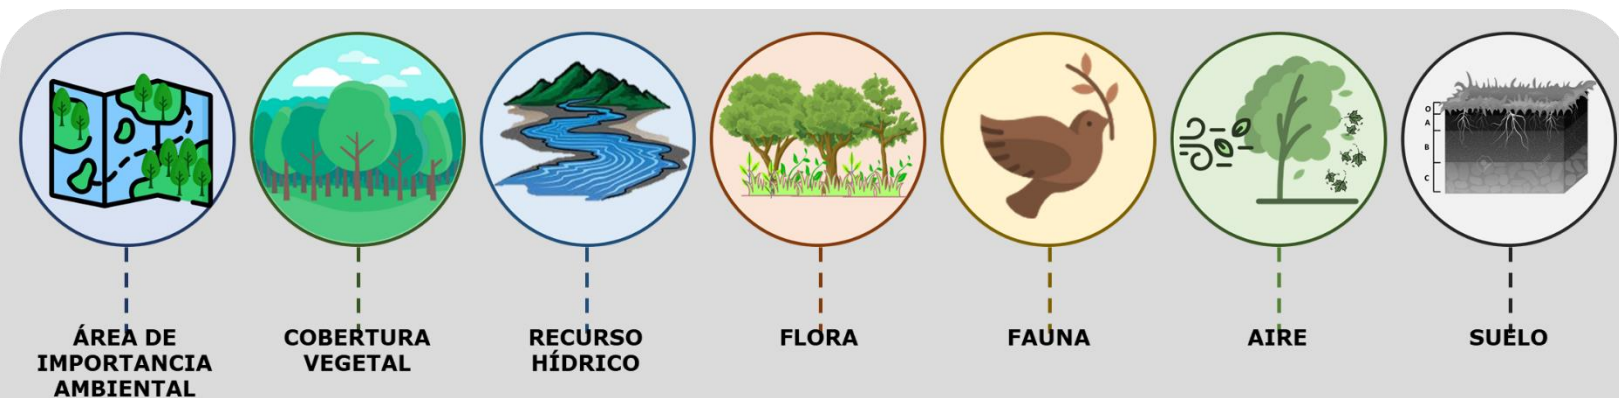 O
A
B
C
ÁREA DE
IMPORTANCIA
AMBIENTAL
COBERTURA
VEGETAL
RECURSO
HÍDRICO
FLORA
FAUNA
AIRE
SUELO